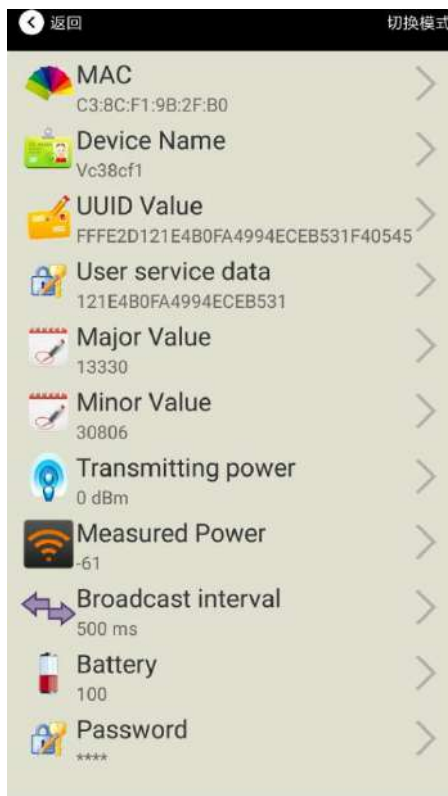 返回 切换模式
MAC
C3:8C:F1:9B:2F:B0
Device Name
Vc38cf1
UUID Value
FFFE2D121E4B0FA4994ECEB531F40545
User service data
121E4B0FA4994ECEB531
Major Value
13330
Minor Value
30806
Transmitting power
0 dBm
Measured Power
-61
Broadcast interval
500 ms
Battery
100
Password
****